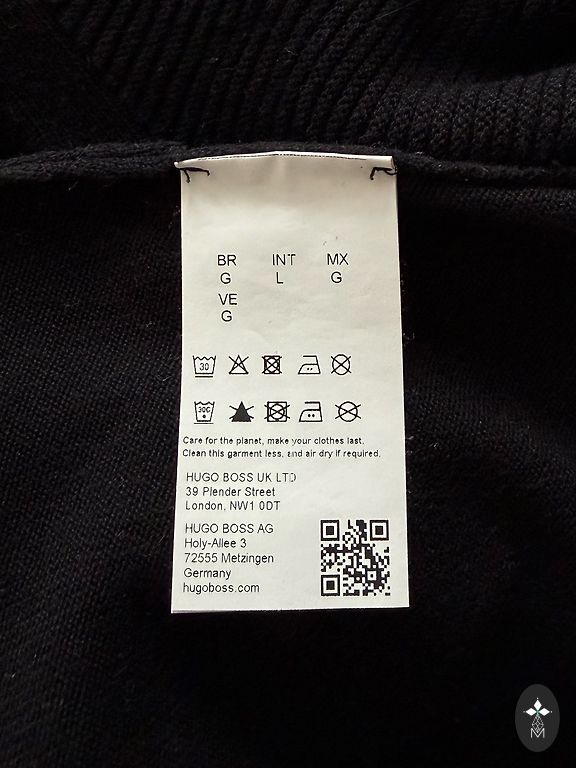 BR INT MX
G L G
VE
G
30
30C
Care for the planet, make your clothes last.
Clean this garment less, and air dry if required.
HUGO BOSS UK LTD
39 Plender Street
London, NW1 0DT
HUGO BOSS AG
Holy-Allee 3
72555 Metzingen
Germany
hugoboss.com
M